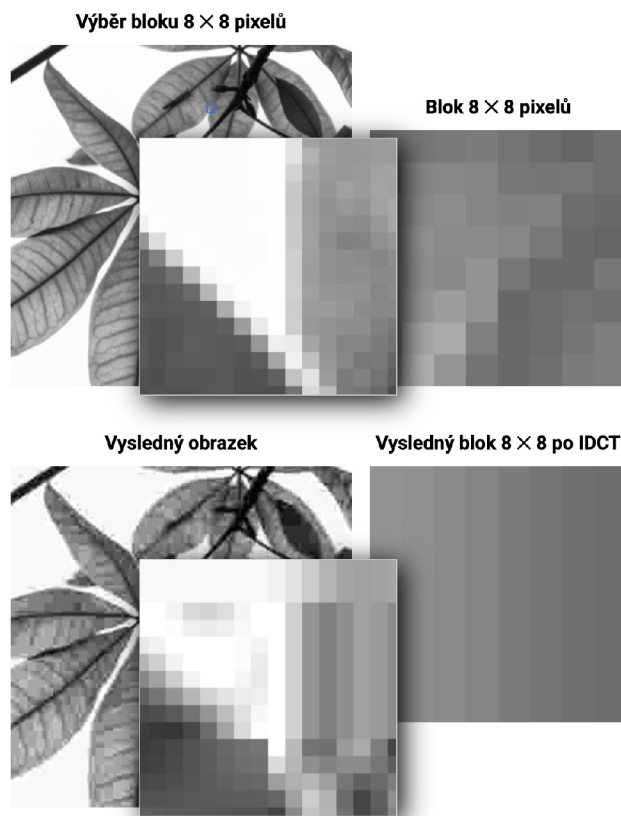 Výběr bloku 8 × 8 pixelů
Blok 8 × 8 pixelů
Vysledný obrazek
Vysledný blok 8 × 8 po IDCT